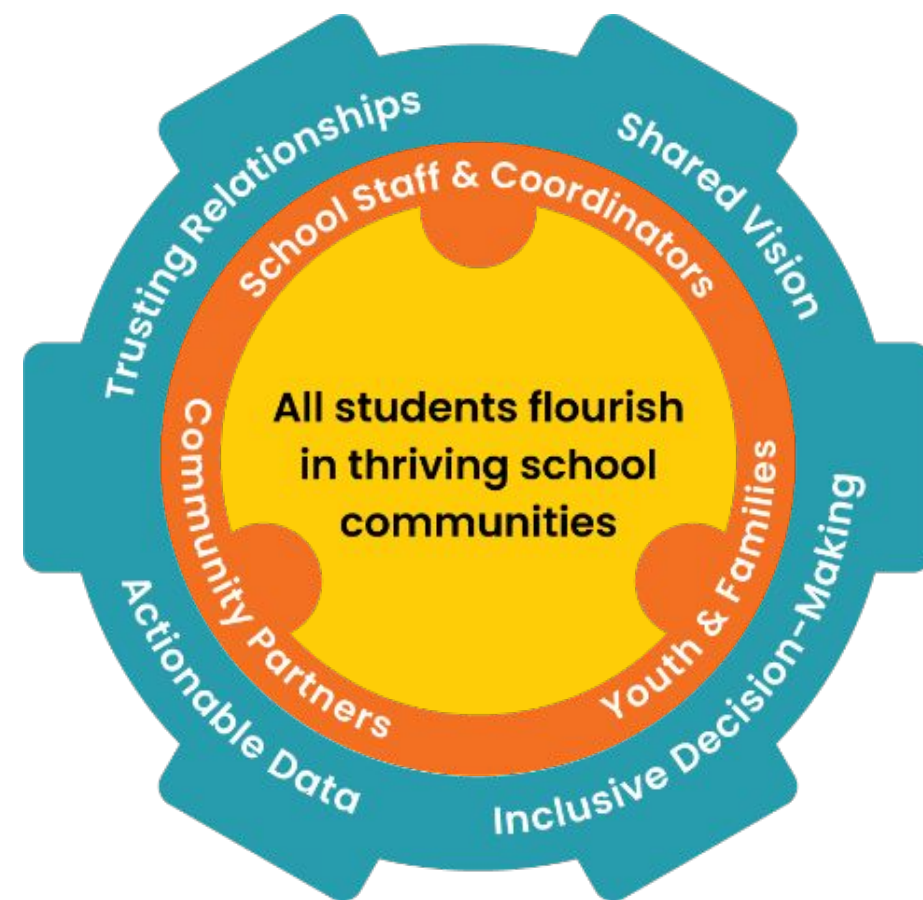 Trusting Relationships
Shared Vision
School Staff & Coordinators
All students flourish
in thriving school
communities
Community Partners
Youth & Families
Actionable Data
Inclusive Decision-Making